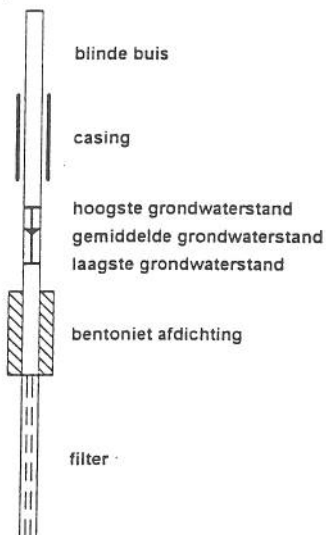 blinde buis
casing
hoogste grondwaterstand
gemiddelde grondwaterstand
laagste grondwaterstand
bentoniet afdichting
filter